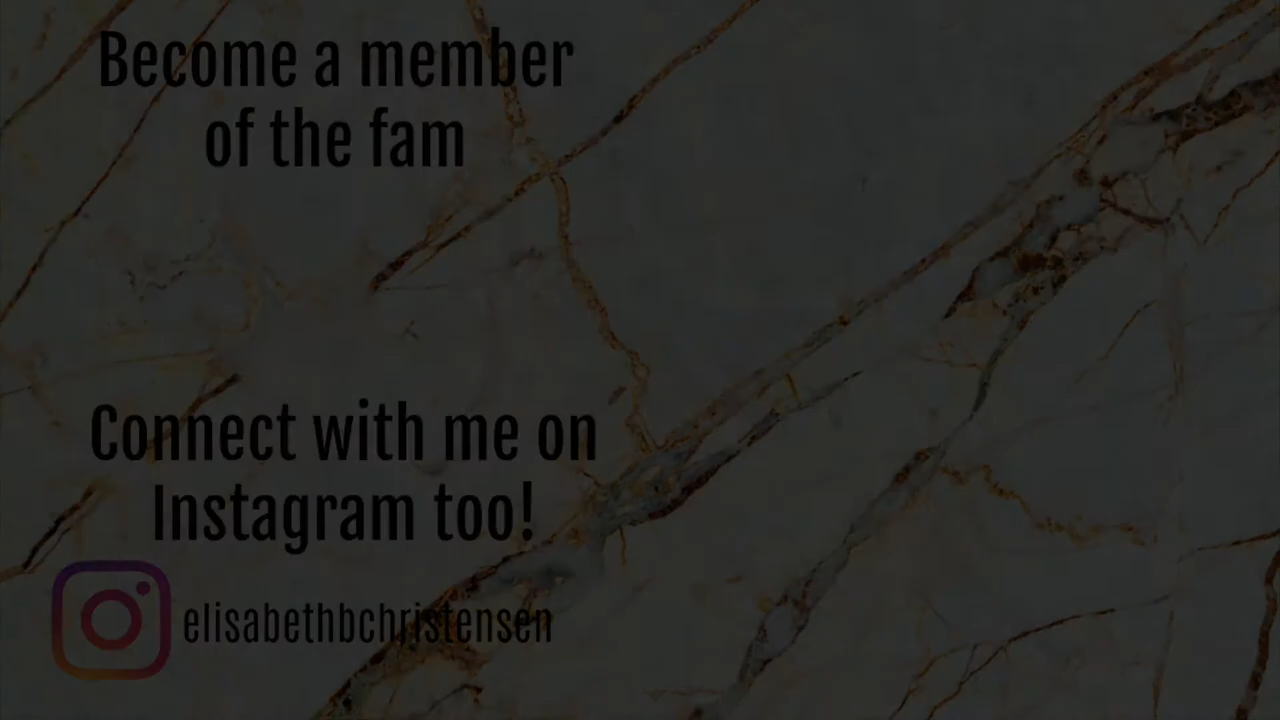 Become a member
of the fam
Connect with me on
Instagram too!
elisabethbchristensen